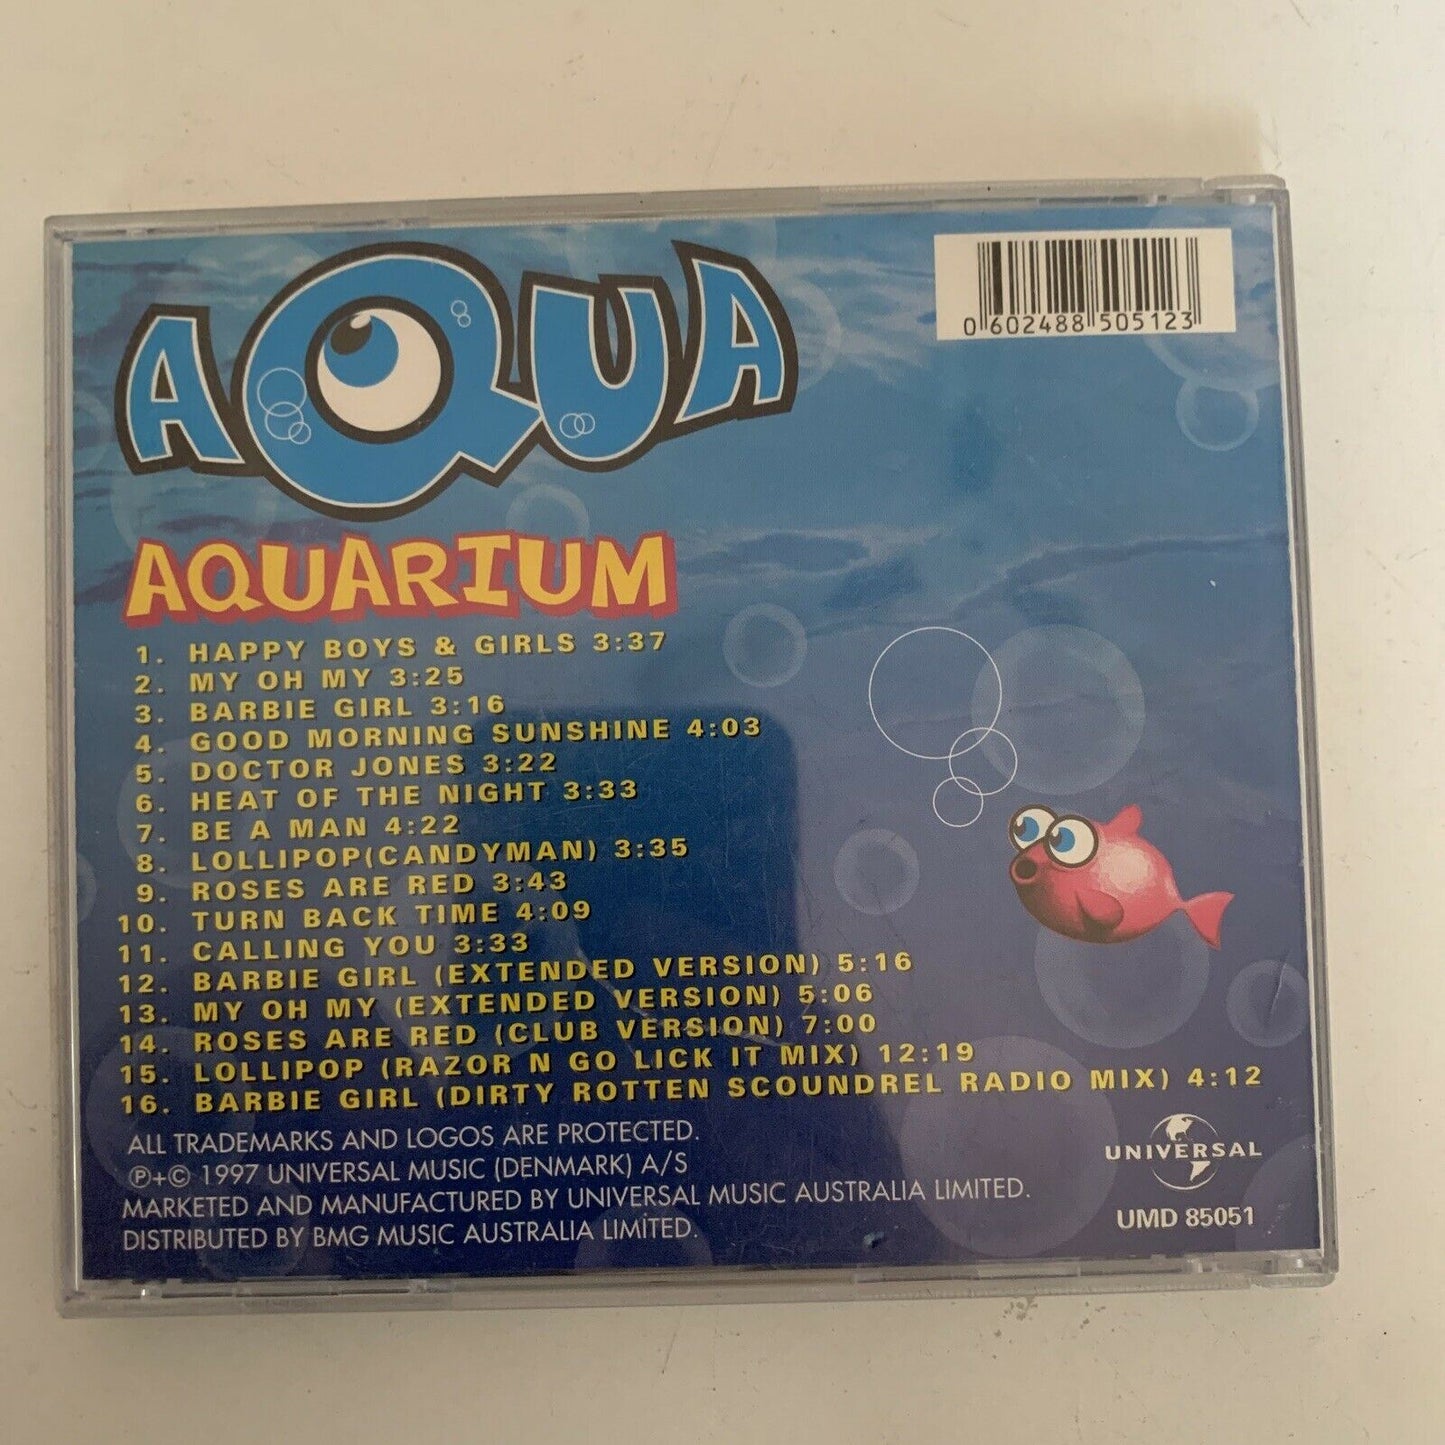 AQUA
0 602488 505123
AQUARIUM
1. HAPPY BOYS & GIRLS 3:37
2. MY OH MY 3:25
3. BARBIE GIRL 3:16
4. GOOD MORNING SUNSHINE 4:03
5. DOCTOR JONES 3:22
6. HEAT OF THE NIGHT 3:33
7. BE A MAN 4:22
8. LOLLIPOP(CANDYMAN) 3:35
9. ROSES ARE RED 3:43
10. TURN BACK TIME 4:09
11. CALLING YOU 3:33
12. BARBIE GIRL (EXTENDED VERSION) 5:16
13. MY OH MY (EXTENDED VERSION) 5:06
14. ROSES ARE RED (CLUB VERSION) 7:00
15. LOLLIPOP (RAZOR N GO LICK IT MIX) 12:19
16. BARBIE GIRL (DIRTY ROTTEN SCOUNDREL RADIO MIX) 4:12
ALL TRADEMARKS AND LOGOS ARE PROTECTED.
℗+© 1997 UNIVERSAL MUSIC (DENMARK) A/S
MARKETED AND MANUFACTURED BY UNIVERSAL MUSIC AUSTRALIA LIMITED.
DISTRIBUTED BY BMG MUSIC AUSTRALIA LIMITED.
UNIVERSAL
UMD 85051